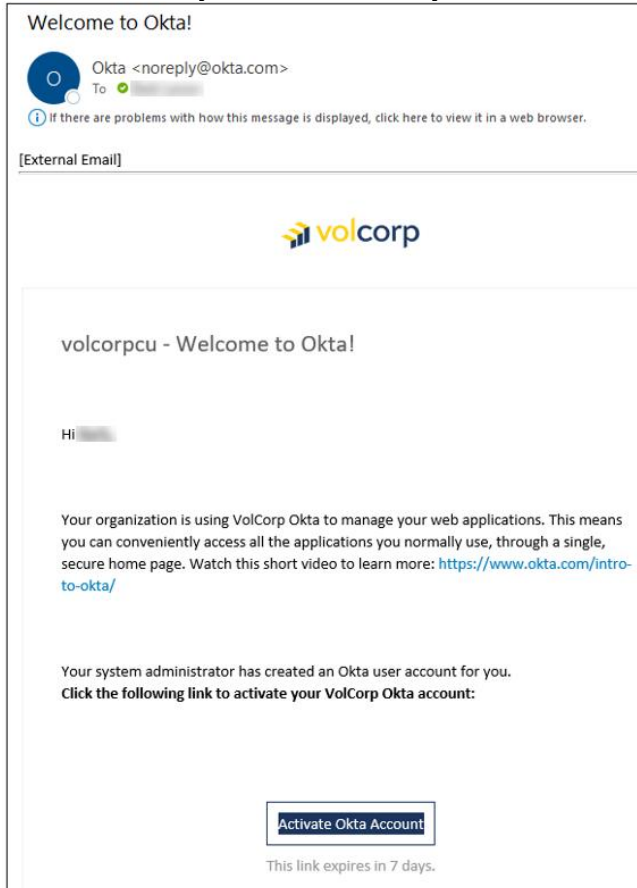 Welcome to Okta!
O
Okta <noreply@okta.com>
To
If there are problems with how this message is displayed, click here to view it in a web browser.
[External Email]
volcorp
volcorpcu - Welcome to Okta!
Hi
Your organization is using VolCorp Okta to manage your web applications. This means
you can conveniently access all the applications you normally use, through a single,
secure home page. Watch this short video to learn more: https://www.okta.com/intro-
to-okta/
Your system administrator has created an Okta user account for you.
Click the following link to activate your VolCorp Okta account:
Activate Okta Account
This link expires in 7 days.